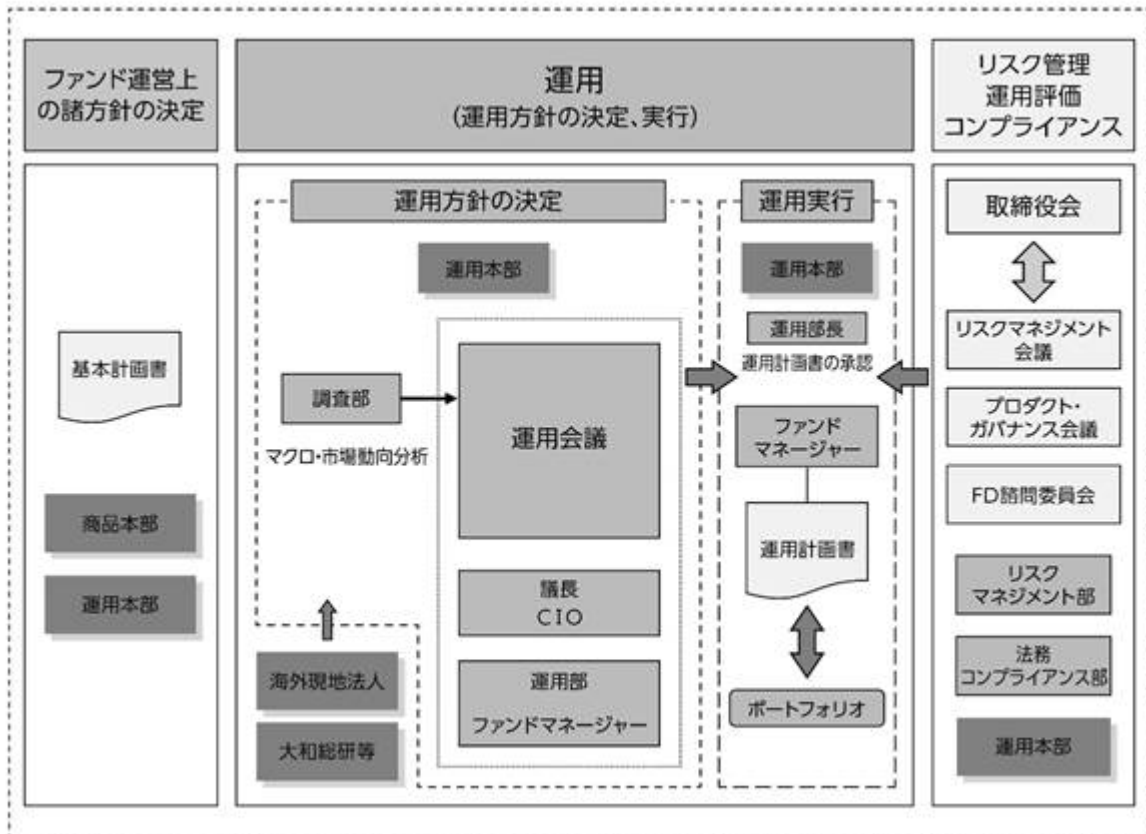 ファンド運営上
の諸方針の決定
運用
(運用方針の決定、実行)
リスク管理
運用評価
コンプライアンス
基本計画書
商品本部
運用本部
運用方針の決定
運用本部
調査部
マクロ・市場動向分析
運用会議
議長
CIO
運用部
ファンドマネージャー
海外現地法人
大和総研等
運用実行
運用本部
運用部長
運用計画書の承認
ファンド
マネージャー
運用計画書
ポートフォリオ
取締役会
リスクマネジメント
会議
プロダクト・
ガバナンス会議
FD諮問委員会
リスク
マネジメント部
法務
コンプライアンス部
運用本部